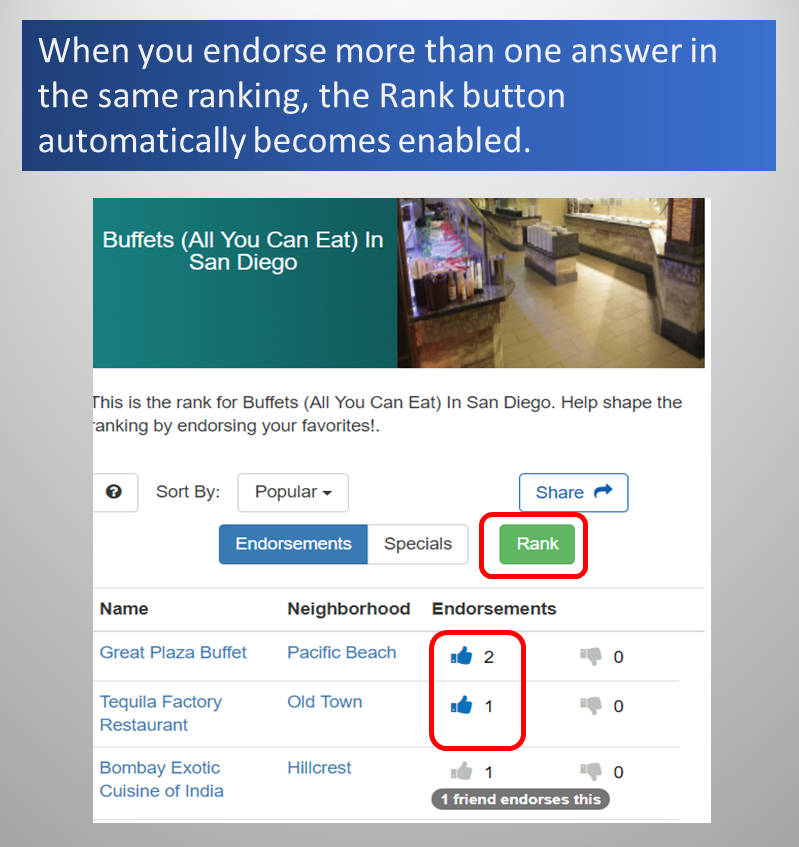 When you endorse more than one answer in
the same ranking, the Rank button
automatically becomes enabled.
Buffets (All You Can Eat) In
San Diego
This is the rank for Buffets (All You Can Eat) In San Diego. Help shape the
ranking by endorsing your favorites!.
? Sort By: Popular Share
Endorsements Specials Rank
Name Neighborhood Endorsements
Great Plaza Buffet Pacific Beach 2 0
Tequila Factory Old Town 1 0
Restaurant
Bombay Exotic Hillcrest 1 0
Cuisine of India
1 friend endorses this